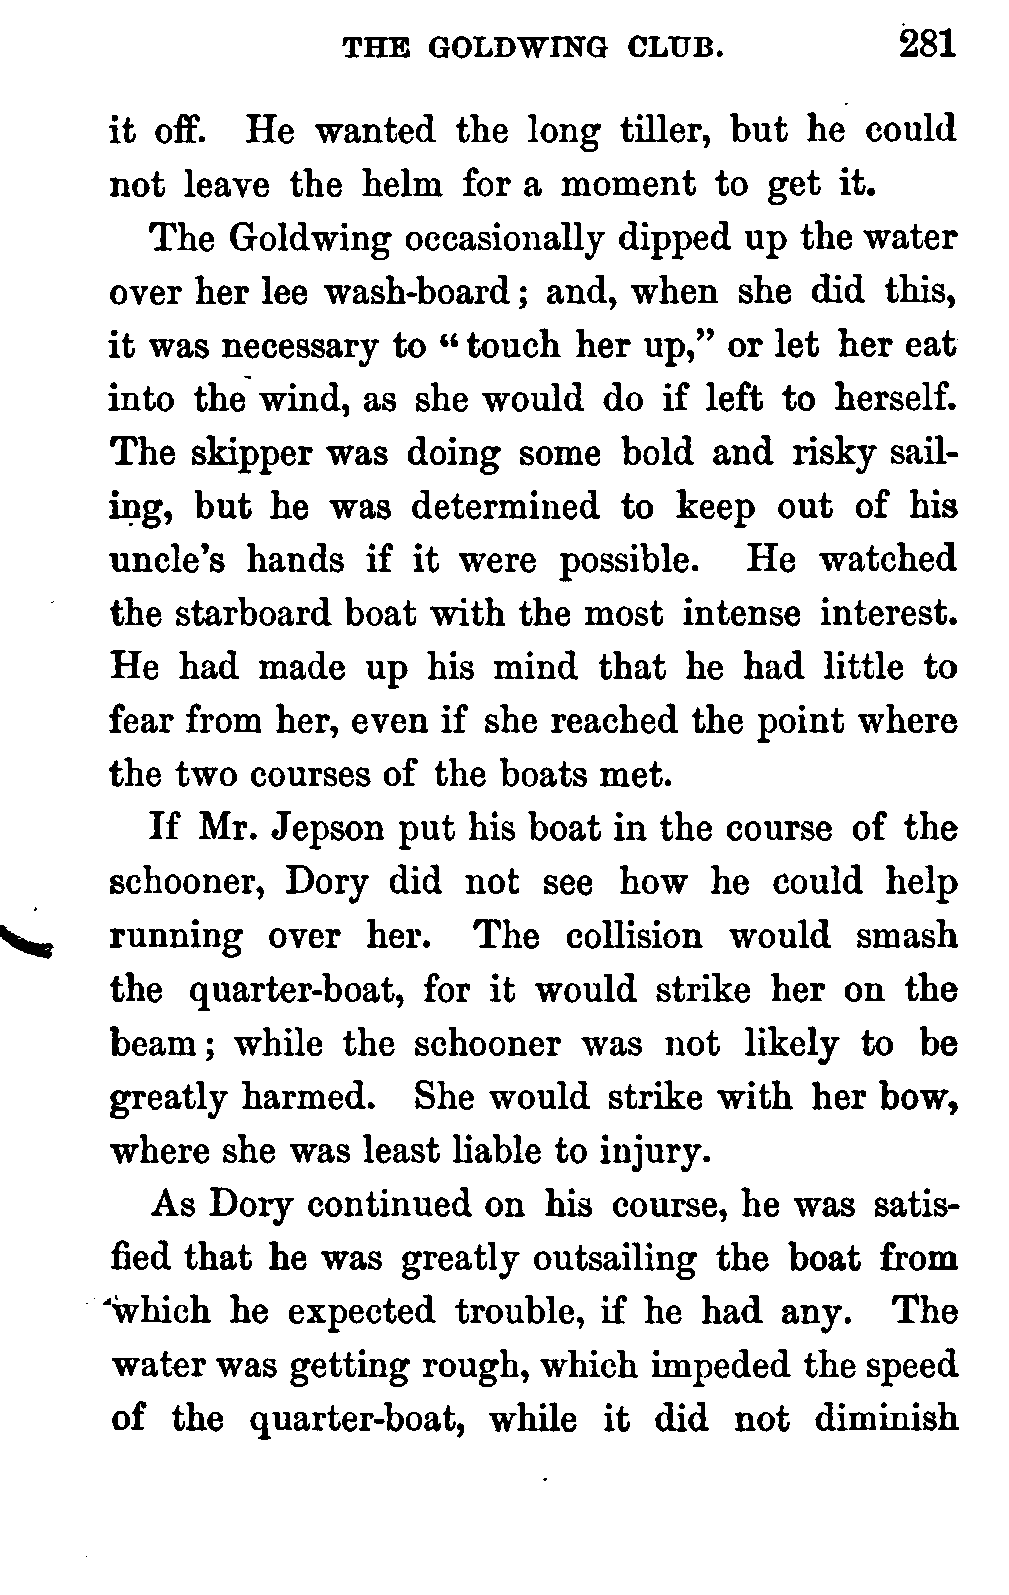 THE GOLDWING CLUB. 281
it off. He wanted the long tiller, but he could
not leave the helm for a moment to get it.
The Goldwing occasionally dipped up the water
over her lee wash-board; and, when she did this,
it was necessary to “touch her up,” or let her eat
into the wind, as she would do if left to herself.
The skipper was doing some bold and risky sail-
ing, but he was determined to keep out of his
uncle’s hands if it were possible. He watched
the starboard boat with the most intense interest.
He had made up his mind that he had little to
fear from her, even if she reached the point where
the two courses of the boats met.
If Mr. Jepson put his boat in the course of the
schooner, Dory did not see how he could help
running over her. The collision would smash
the quarter-boat, for it would strike her on the
beam; while the schooner was not likely to be
greatly harmed. She would strike with her bow,
where she was least liable to injury.
As Dory continued on his course, he was satis-
fied that he was greatly outsailing the boat from
which he expected trouble, if he had any. The
water was getting rough, which impeded the speed
of the quarter-boat, while it did not diminish